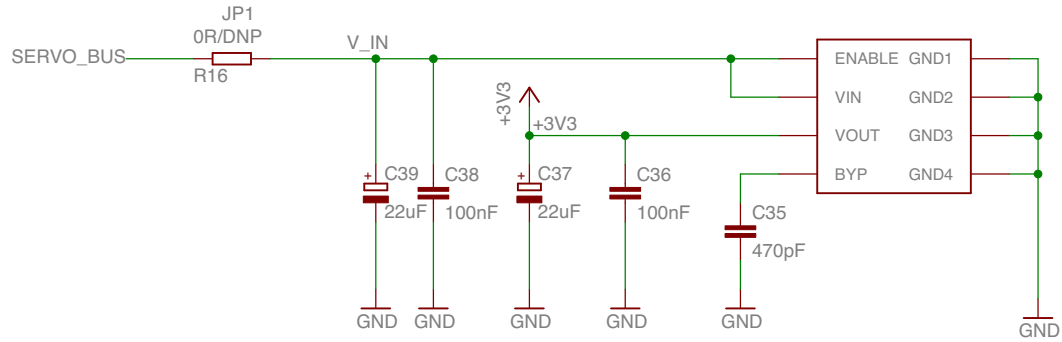 JP1
0R/DNP
SERVO_BUS
R16
V_IN
+3V3
+3V3
C39
22uF
C38
100nF
C37
22uF
C36
100nF
C35
470pF
ENABLE GND1
VIN GND2
VOUT GND3
BYP GND4
GND
GND
GND
GND
GND
GND